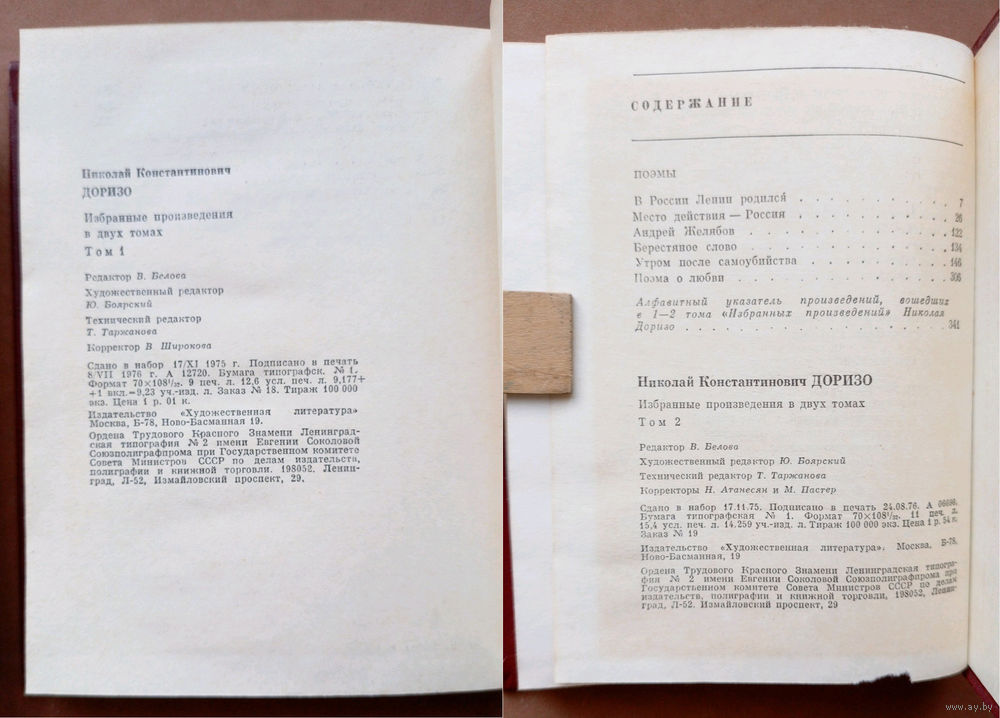 Николай Константинович
ДОРИЗО
Избранные произведения
в двух томах
Том 1
Редактор В. Белова
Художественный редактор
Ю. Боярский
Технический редактор
Т. Таржанова
Корректор В Широкова
Сдано в набор 17/XI 1975 г. Подписано в печать
8/VII 1976 г. А 12720. Бумага типографск. № 1.
Формат 70×108¹/₃₂. 9 печ. л. 12,6 усл. печ. л. 9,177+
+1 вкл.=9,23 уч.-изд. л. Заказ № 18. Тираж 100 000
экз. Цена 1 р. 01 к.
Издательство «Художественная литература»
Москва, Б-78, Ново-Басманная 19.
Ордена Трудового Красного Знамени Ленинград-
ская типография № 2 имени Евгении Соколовой
Союзполиграфпрома при Государственном комитете
Совета Министров СССР по делам издательств,
полиграфии и книжной торговли. 198052, Ленин-
град, Л-52, Измайловский проспект, 29.
СОДЕРЖАНИЕ
ПОЭМЫ
В России Ленин родился . . . . . . . . . . 7
Место действия — Россия . . . . . . . . . . 26
Андрей Желябов . . . . . . . . . . . . 122
Берестяное слово . . . . . . . . . . . . 134
Утром после самоубийства . . . . . . . . . 146
Поэма о любви . . . . . . . . . . . . 306
Алфавитный указатель произведений, вошедших
в 1—2 тома «Избранных произведений» Николая
Доризо . . . . . . . . . . . . . . . 341
Николай Константинович ДОРИЗО
Избранные произведения в двух томах
Том 2
Редактор В. Белова
Художественный редактор Ю. Боярский
Технический редактор Т. Таржанова
Корректоры Н. Атанесян и М. Пастер
Сдано в набор 17.11.75. Подписано в печать 24.08.76. А 06686.
Бумага типографская № 1. Формат 70×108¹/₃₂. 11 печ. л.
15,4 усл. печ. л. 14.259 уч.-изд. л. Тираж 100 000 экз. Цена 1 р. 54 к.
Заказ № 19
Издательство «Художественная литература». Москва, Б-78,
Ново-Басманная, 19
Ордена Трудового Красного Знамени Ленинградская типогра-
фия № 2 имени Евгении Соколовой Союзполиграфпрома при
Государственном комитете Совета Министров СССР по делам
издательств, полиграфии и книжной торговли, 198052, Ленин-
град, Л-52. Измайловский проспект, 29
www.ay.by